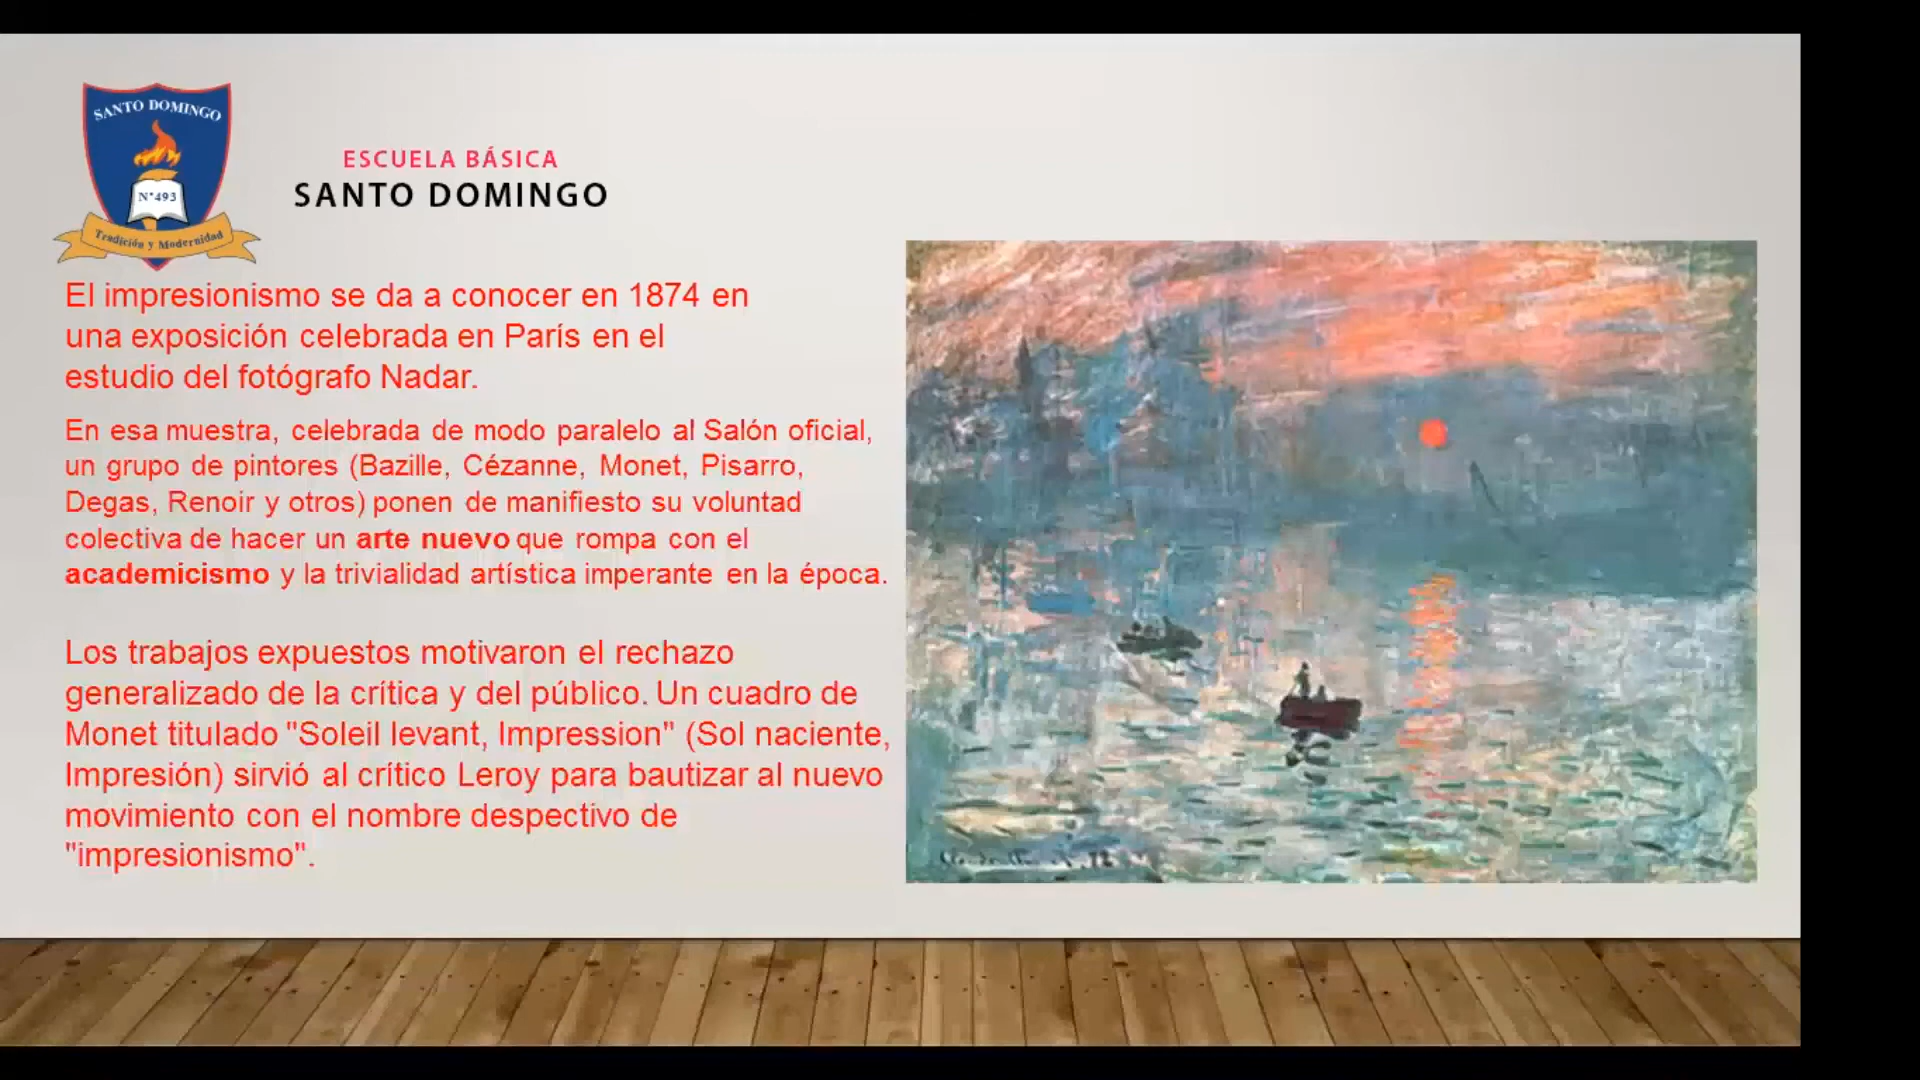 SANTO DOMINGO
N°493
Tradición y Modernidad
ESCUELA BÁSICA
SANTO DOMINGO
El impresionismo se da a conocer en 1874 en
una exposición celebrada en París en el
estudio del fotógrafo Nadar.
En esa muestra, celebrada de modo paralelo al Salón oficial,
un grupo de pintores (Bazille, Cézanne, Monet, Pisarro,
Degas, Renoir y otros) ponen de manifiesto su voluntad
colectiva de hacer un arte nuevo que rompa con el
academicismo y la trivialidad artística imperante en la época.
Los trabajos expuestos motivaron el rechazo
generalizado de la crítica y del público. Un cuadro de
Monet titulado "Soleil levant, Impression" (Sol naciente,
Impresión) sirvió al crítico Leroy para bautizar al nuevo
movimiento con el nombre despectivo de
"impresionismo".